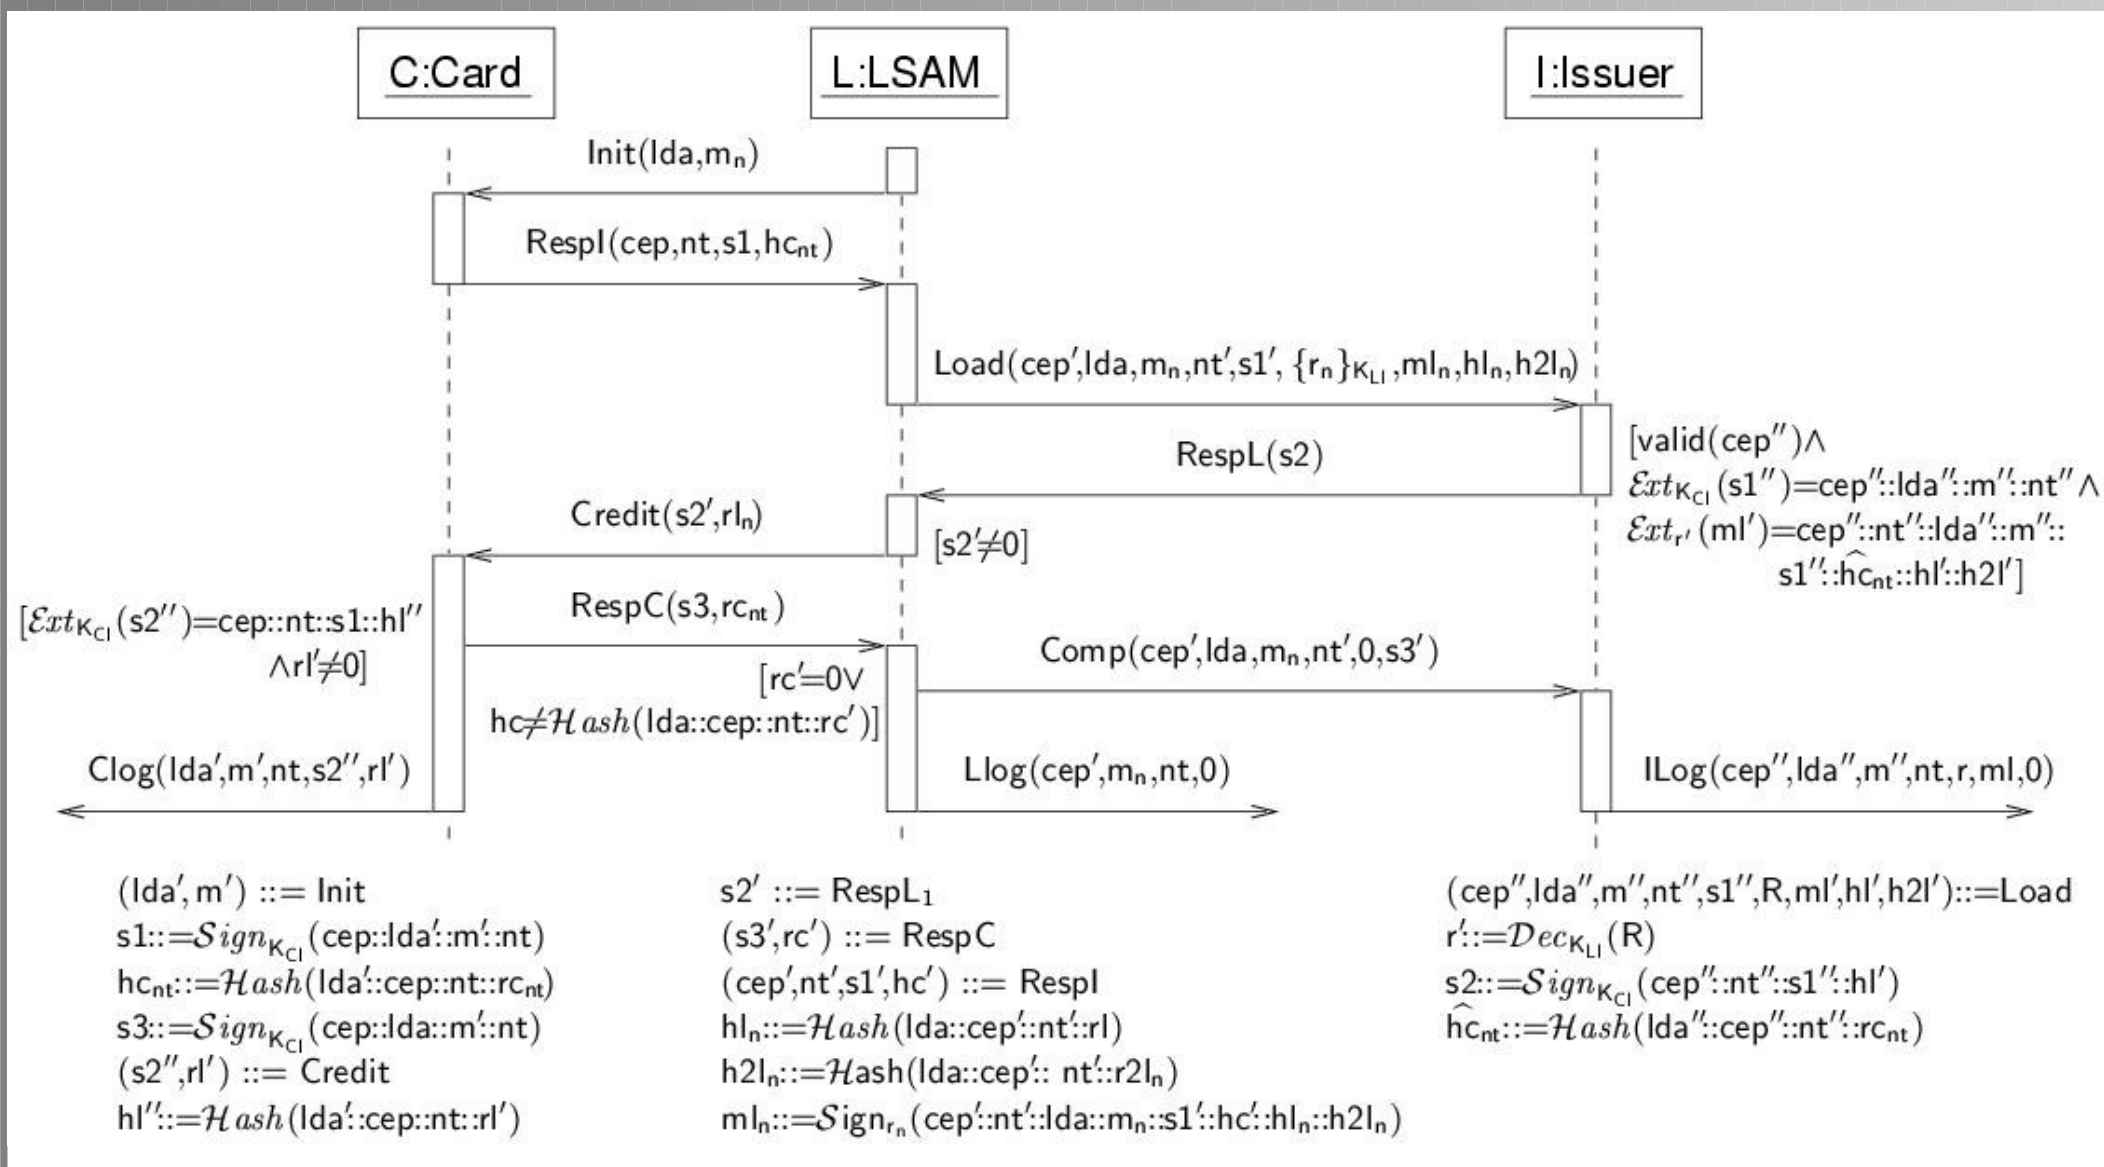 C:Card
L:LSAM
I:Issuer
Init(lda,mₙ)
RespI(cep,nt,s1,hcₙₜ)
Load(cep′,lda,mₙ,nt′,s1′, {rₙ}K_LI,mlₙ,hlₙ,h2lₙ)
RespL(s2)
[valid(cep″)∧
ℰxt_K_CI(s1″)=cep″::lda″::m″::nt″∧
ℰxt_r′(ml′)=cep″::nt″::lda″::m″::
s1″::ĥcₙₜ::hl′::h2l′]
Credit(s2′,rlₙ)
[s2′≠0]
RespC(s3,rcₙₜ)
[ℰxt_K_CI(s2″)=cep::nt::s1::hl″
∧rl′≠0]
Comp(cep′,lda,mₙ,nt′,0,s3′)
[rc′=0∨
hc≠ℋash(lda::cep::nt::rc′)]
Clog(lda′,m′,nt,s2″,rl′)
Llog(cep′,mₙ,nt,0)
ILog(cep″,lda″,m″,nt,r,ml,0)
(lda′,m′) ::= Init
s1::=𝒮ign_K_CI(cep::lda′::m′::nt)
hcₙₜ::=ℋash(lda′::cep::nt::rcₙₜ)
s3::=𝒮ign_K_CI(cep::lda::m′::nt)
(s2″,rl′) ::= Credit
hl″::=ℋash(lda′::cep::nt::rl′)
s2′ ::= RespL₁
(s3′,rc′) ::= RespC
(cep′,nt′,s1′,hc′) ::= RespI
hlₙ::=ℋash(lda::cep′::nt′::rl)
h2lₙ::=ℋash(lda::cep′:: nt′::r2lₙ)
mlₙ::=𝒮ign_rₙ(cep′::nt′::lda::mₙ::s1′::hc′::hlₙ::h2lₙ)
(cep″,lda″,m″,nt″,s1″,R,ml′,hl′,h2l′)::=Load
r′::=𝒟ec_K_LI(R)
s2::=𝒮ign_K_CI(cep″::nt″::s1″::hl′)
ĥcₙₜ::=ℋash(lda″::cep″::nt″::rcₙₜ)